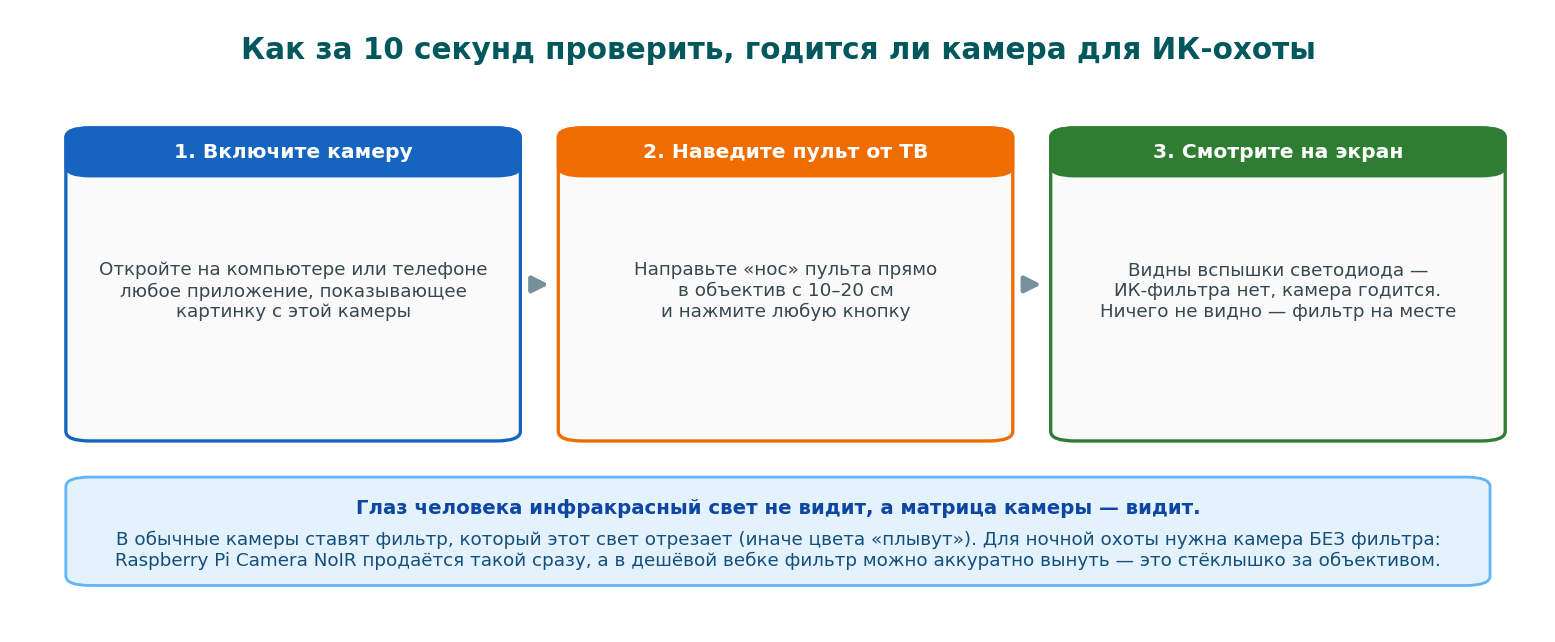 Как за 10 секунд проверить, годится ли камера для ИК-охоты
1. Включите камеру
Откройте на компьютере или телефоне
любое приложение, показывающее
картинку с этой камеры
2. Наведите пульт от ТВ
Направьте «нос» пульта прямо
в объектив с 10–20 см
и нажмите любую кнопку
3. Смотрите на экран
Видны вспышки светодиода —
ИК-фильтра нет, камера годится.
Ничего не видно — фильтр на месте
Глаз человека инфракрасный свет не видит, а матрица камеры — видит.
В обычные камеры ставят фильтр, который этот свет отрезает (иначе цвета «плывут»). Для ночной охоты нужна камера БЕЗ фильтра:
Raspberry Pi Camera NoIR продаётся такой сразу, а в дешёвой вебке фильтр можно аккуратно вынуть — это стёклышко за объективом.